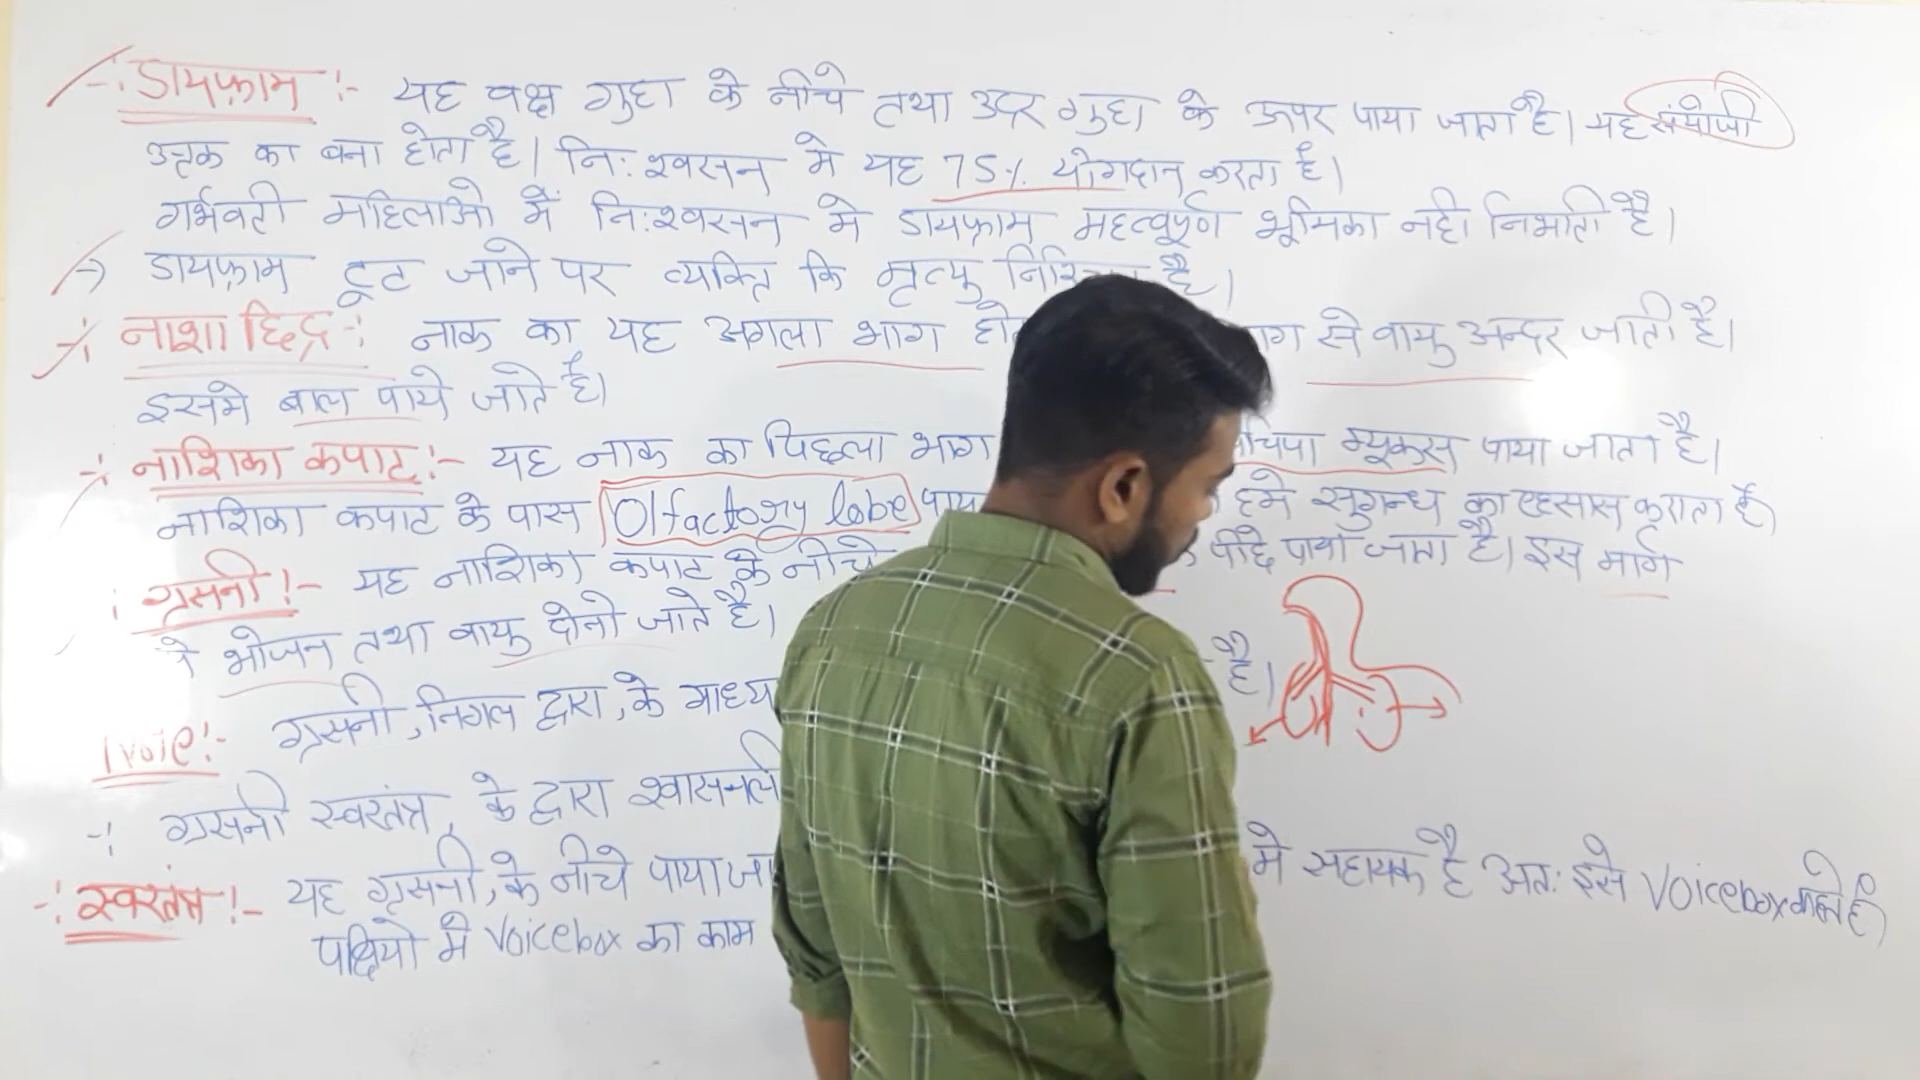 -: डायफ्राम :- यह वक्ष गुहा के नीचे तथा उदर गुहा के ऊपर पाया जाता है। यह संयोजी
उत्तक का बना होता है। नि:श्वसन मे यह 75% योगदान करता है।
गर्भवती महिलाओ में नि:श्वसन मे डायफ्राम महत्वपूर्ण भूमिका नही निभाती है।
-> डायफ्राम टूट जाने पर व्यक्ति कि मृत्यु है।
-: नाशा छिद्र -: नाक का यह अगला भाग से वायु अन्दर जाती है।
इसमे बाल पाये जाते है।
-: नाशिका कपाट :- यह नाक का पिछला भाग म्यूकस पाया जाता है।
नाशिका कपाट के पास Olfactory lobe हमे सुगन्ध का एहसास कराता है
: ग्रसनी :- यह नाशिका कपाट के नीचे पीछे पाया जाता है। इस मार्ग
से भोजन तथा वायु दोनो जाते है।
Note :- ग्रसनी, निगल द्वारा, के है।
-: ग्रसनी स्वरतंत्र, के द्वारा
-: स्वरतंत्र :- यह ग्रसनी, के नीचे मे सहायक है अत: इसे Voicebox कहते है
पक्षियो मे Voicebox का काम